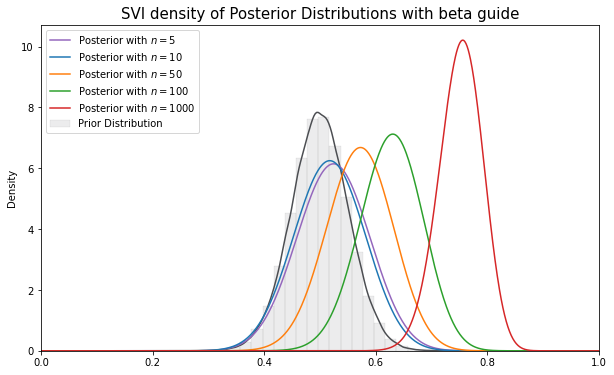 SVI density of Posterior Distributions with beta guide
Posterior with n = 5
Posterior with n = 10
Posterior with n = 50
Posterior with n = 100
Posterior with n = 1000
Prior Distribution
Density
10
8
6
4
2
0
0.0 0.2 0.4 0.6 0.8 1.0